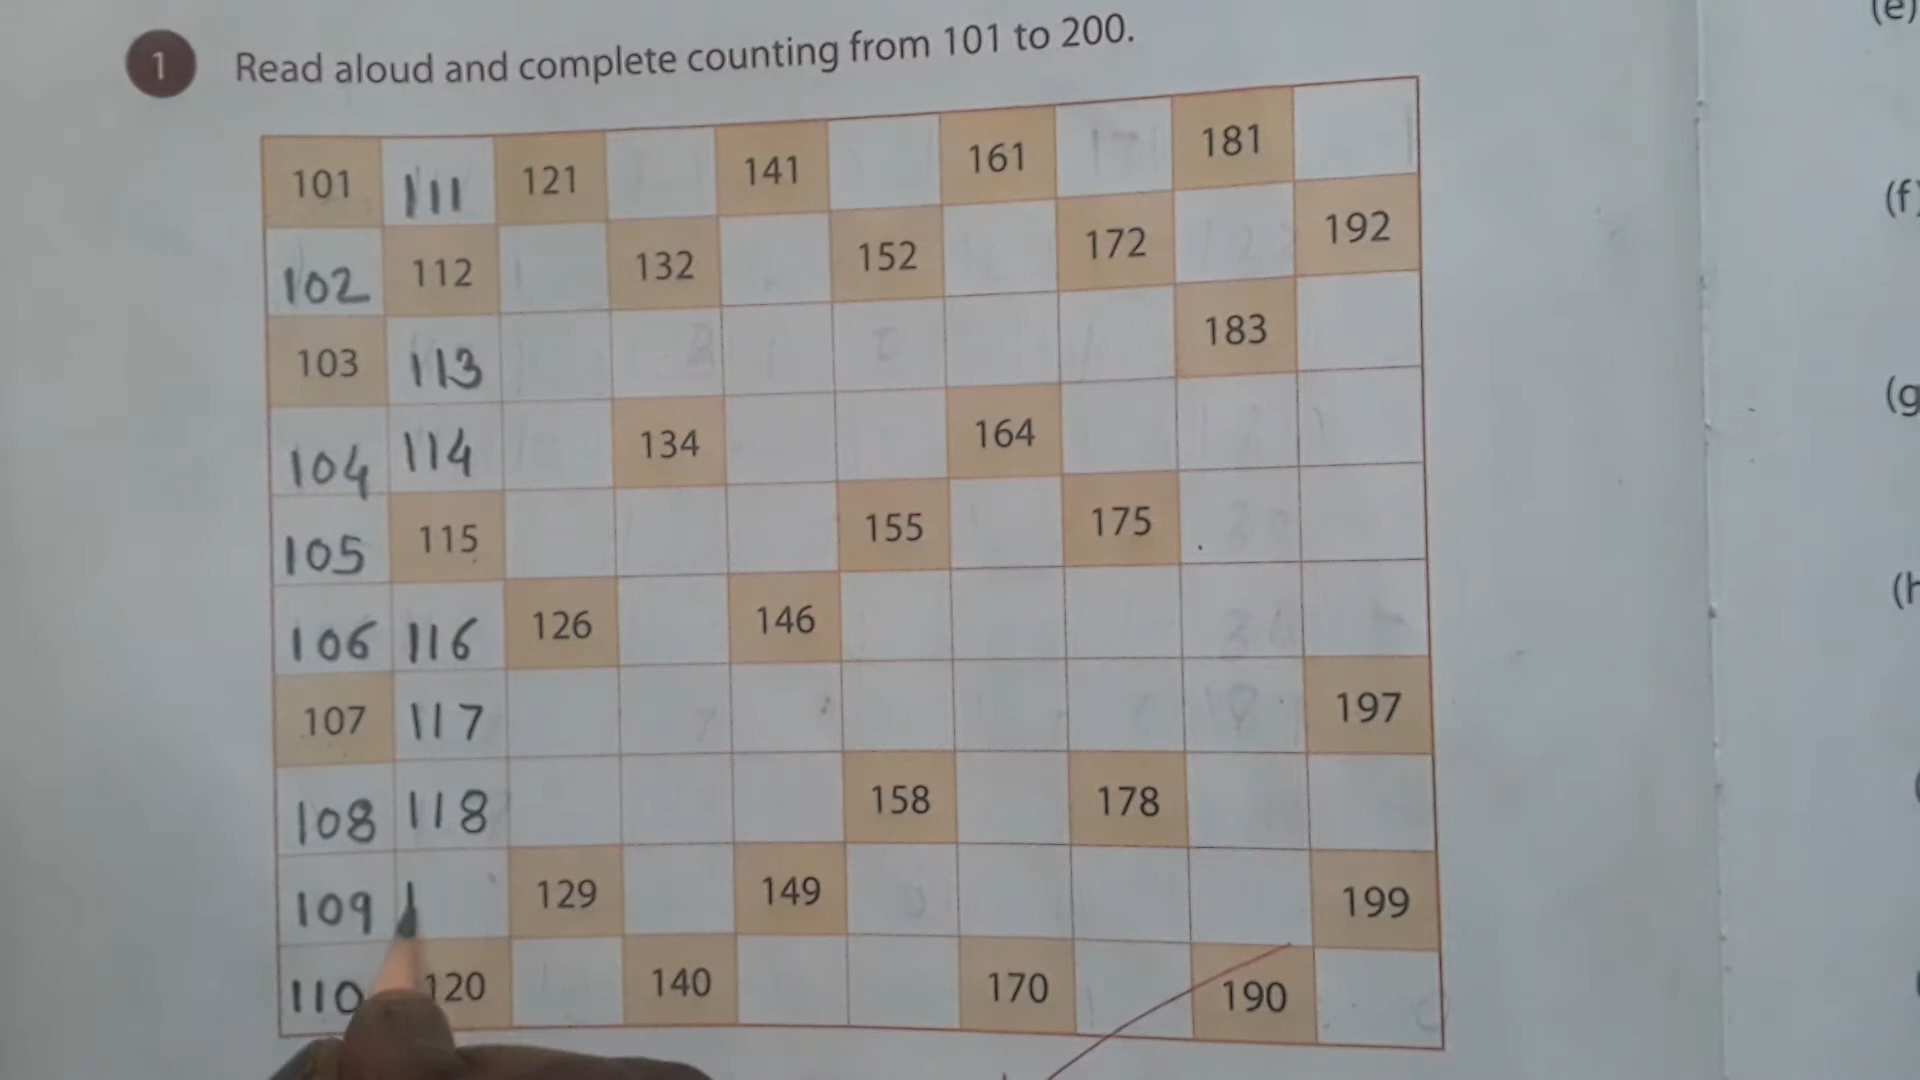 1 Read aloud and complete counting from 101 to 200.
101 111 121 141 161 181
102 112 132 152 172 192
103 113 183
104 114 134 164
105 115 155 175
106 116 126 146
107 117 197
108 118 158 178
109 1 129 149 199
110 120 140 170 190
(e)
(f)
(g
(h